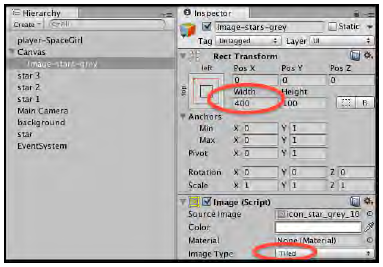 Hierarchy
Create
All
player-SpaceGirl
Canvas
image-stars-grey
star 3
star 2
star 1
Main Camera
background
star
EventSystem
Inspector
image-stars-grey Static
Tag Untagged Layer UI
Rect Transform
left Pos X Pos Y Pos Z
top 0 0 0
Width Height
400 100 R
Anchors
Min X 0 Y 1
Max X 0 Y 1
Pivot X 0 Y 1
Rotation X 0 Y 0 Z 0
Scale X 1 Y 1 Z 1
Image (Script)
Source Image icon_star_grey_10
Color
Material None (Material)
Image Type Tiled